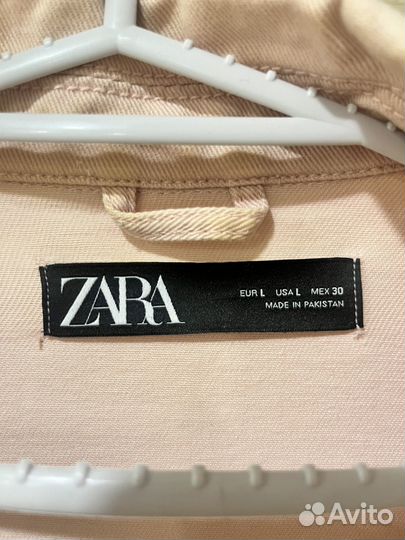 ZARA
EUR L USA L MEX 30
MADE IN PAKISTAN
Avito